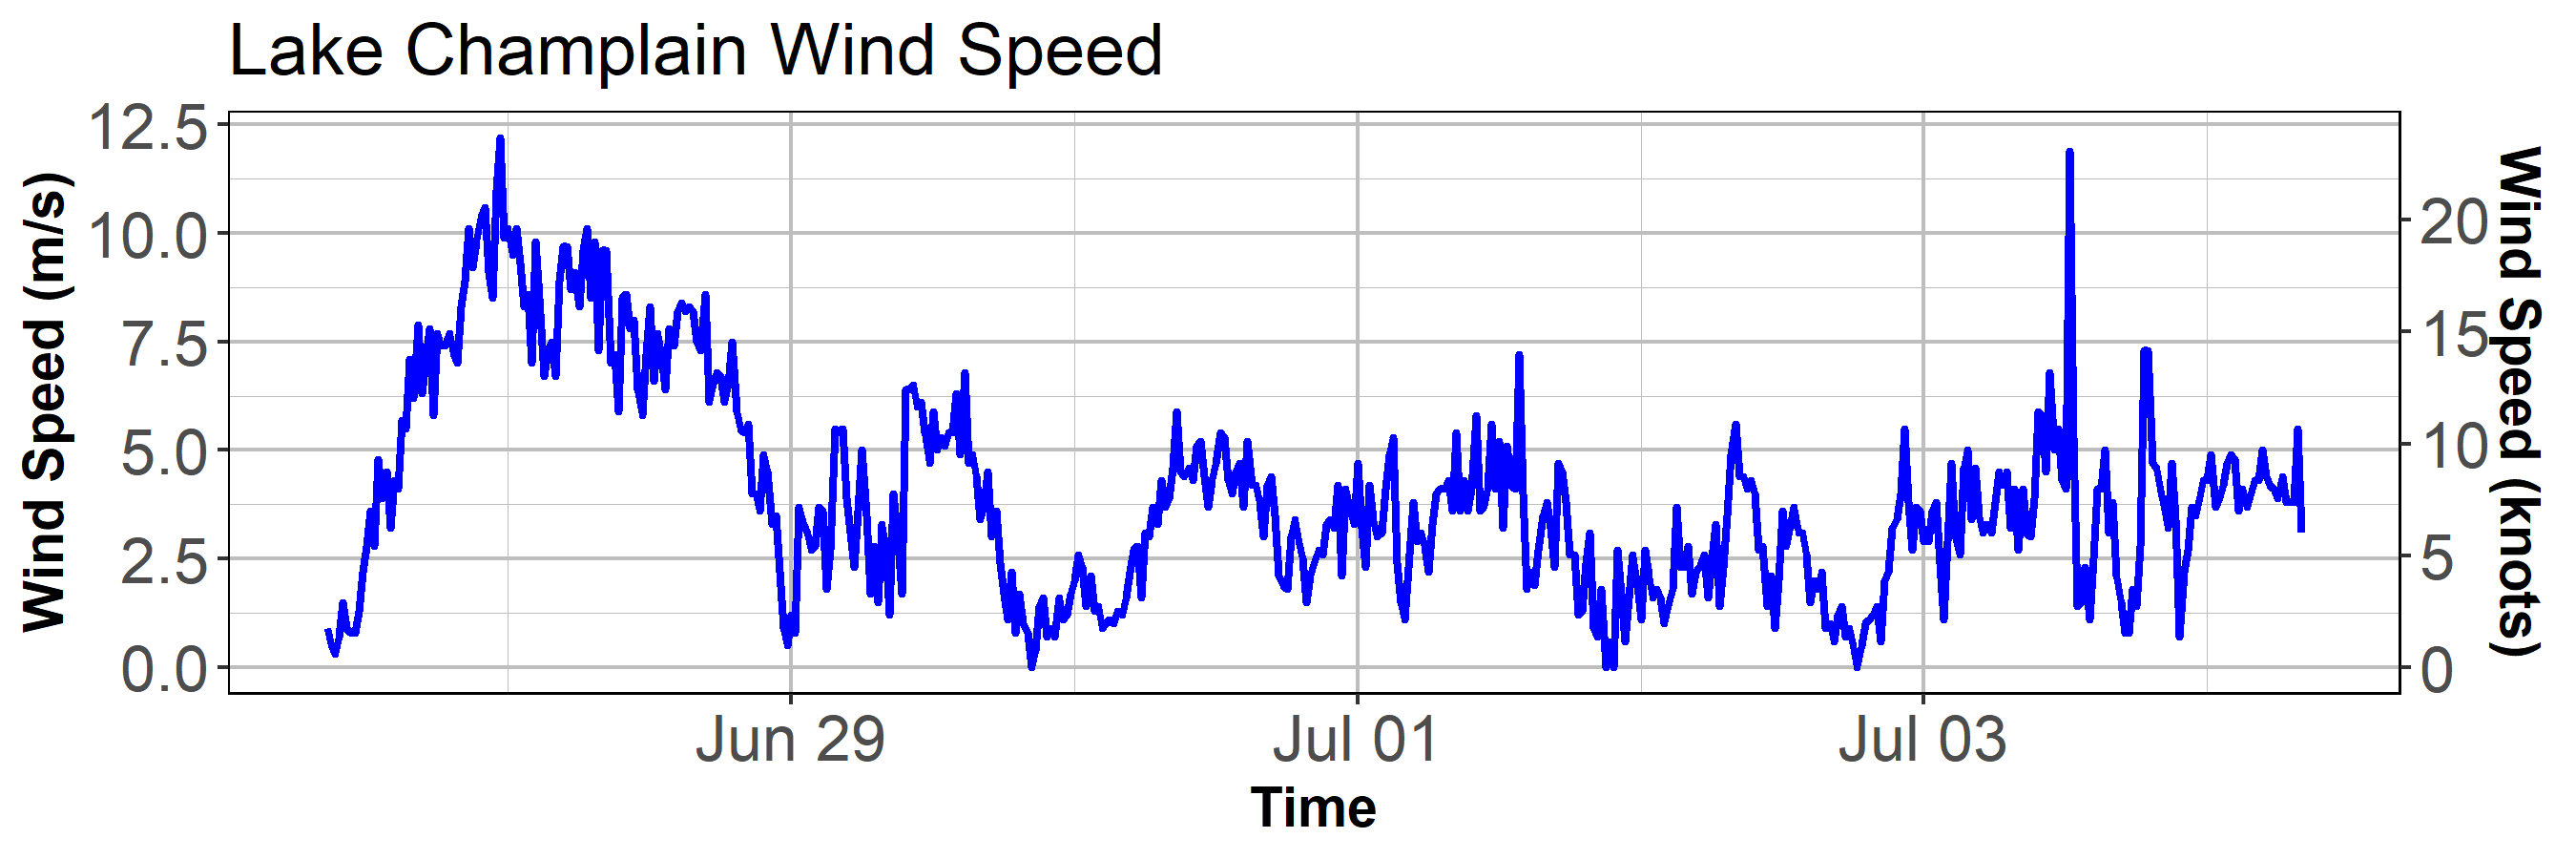 Lake Champlain Wind Speed
Wind Speed (m/s)
12.5
10.0
7.5
5.0
2.5
0.0
20
15
10
5
0
Wind Speed (knots)
Jun 29
Jul 01
Jul 03
Time